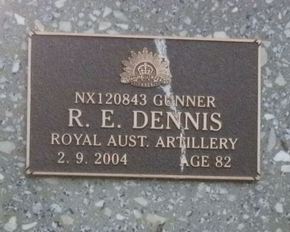 NX120843 GUNNER
R. E. DENNIS
ROYAL AUST. ARTILLERY
2. 9. 2004 AGE 82